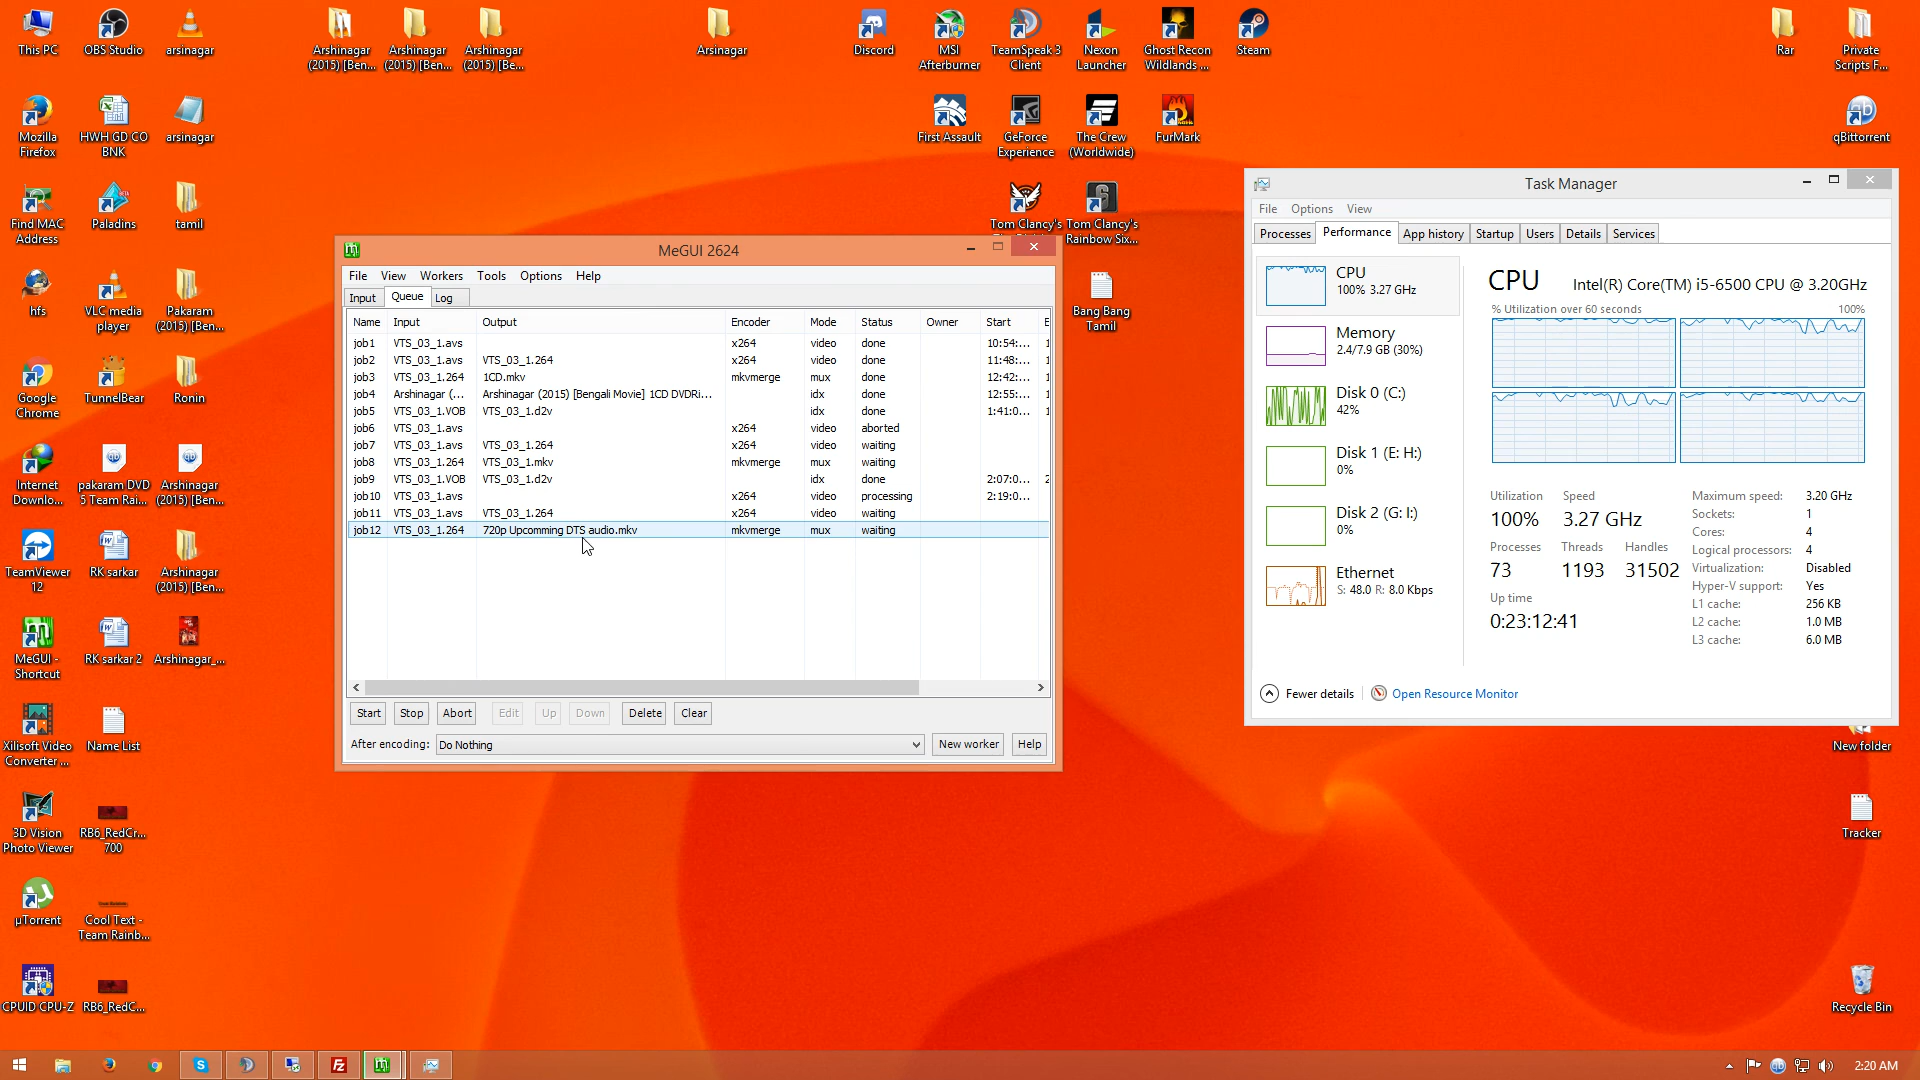 This PC
OBS Studio
arsinagar
Arshinagar
(2015) [Ben...
Arshinagar
(2015) [Ben...
Arshinagar
(2015) [Be...
Arsinagar
Discord
MSI
Afterburner
TeamSpeak 3
Client
Nexon
Launcher
Ghost Recon
Wildlands ...
Steam
Rar
Private
Scripts F...
Mozilla
Firefox
HWH GD CO
BNK
arsinagar
First Assault
GeForce
Experience
The Crew
(Worldwide)
FurMark
qBittorrent
Find MAC
Address
Paladins
tamil
Tom Clancy's
Tom Clancy's
Rainbow Six...
hfs
VLC media
player
Pakaram
(2015) [Ben...
Bang Bang
Tamil
Google
Chrome
TunnelBear
Ronin
Internet
Downlo...
pakaram DVD
5 Team Rai...
Arshinagar
(2015) [Ben...
TeamViewer
12
RK sarkar
Arshinagar
(2015) [Ben...
MeGUI -
Shortcut
RK sarkar 2
Arshinagar_...
Xilisoft Video
Converter ...
Name List
3D Vision
Photo Viewer
RB6_RedCr...
700
µTorrent
Cool Text -
Team Rainb...
CPUID CPU-Z
RB6_RedC...
New folder
Tracker
Recycle Bin
MeGUI 2624
File View Workers Tools Options Help
Input Queue Log
Name Input Output Encoder Mode Status Owner Start E
job1 VTS_03_1.avs x264 video done 10:54:... 1
job2 VTS_03_1.avs VTS_03_1.264 x264 video done 11:48:... 1
job3 VTS_03_1.264 1CD.mkv mkvmerge mux done 12:42:... 1
job4 Arshinagar (... Arshinagar (2015) [Bengali Movie] 1CD DVDRi... idx done 12:55:... 1
job5 VTS_03_1.VOB VTS_03_1.d2v idx done 1:41:0... 1
job6 VTS_03_1.avs x264 video aborted
job7 VTS_03_1.avs VTS_03_1.264 x264 video waiting
job8 VTS_03_1.264 VTS_03_1.mkv mkvmerge mux waiting
job9 VTS_03_1.VOB VTS_03_1.d2v idx done 2:07:0... 2
job10 VTS_03_1.avs x264 video processing 2:19:0...
job11 VTS_03_1.avs VTS_03_1.264 x264 video waiting
job12 VTS_03_1.264 720p Upcomming DTS audio.mkv mkvmerge mux waiting
Start Stop Abort Edit Up Down Delete Clear
After encoding: Do Nothing New worker Help
Task Manager
File Options View
Processes Performance App history Startup Users Details Services
CPU
100% 3.27 GHz
Memory
2.4/7.9 GB (30%)
Disk 0 (C:)
42%
Disk 1 (E: H:)
0%
Disk 2 (G: I:)
0%
Ethernet
S: 48.0 R: 8.0 Kbps
CPU Intel(R) Core(TM) i5-6500 CPU @ 3.20GHz
% Utilization over 60 seconds 100%
Utilization Speed
100% 3.27 GHz
Processes Threads Handles
73 1193 31502
Up time
0:23:12:41
Maximum speed: 3.20 GHz
Sockets: 1
Cores: 4
Logical processors: 4
Virtualization: Disabled
Hyper-V support: Yes
L1 cache: 256 KB
L2 cache: 1.0 MB
L3 cache: 6.0 MB
Fewer details Open Resource Monitor
2:20 AM